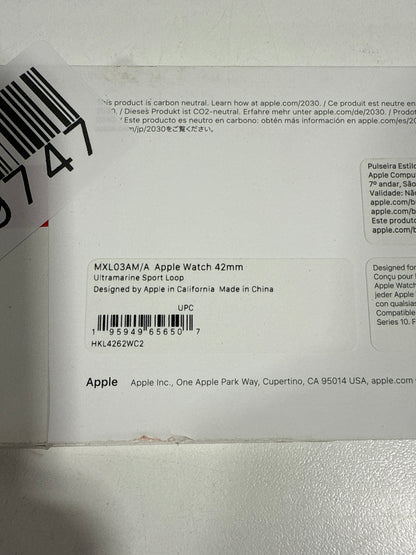 This product is carbon neutral. Learn how at apple.com/2030. / Ce produit est neutre en
/ Dieses Produkt ist CO2-neutral. Erfahre mehr unter apple.com/de/2030. / Prodot
/ Este producto es neutro en carbono: obtén más información en apple.com/es/20
/jp/2030をご覧ください。
9747
Pulseira Estilo
Apple Compu
7º andar, São
Validade: Nã
apple.com/b
apple.com/b
Este produto
apple.com/b
MXL03AM/A Apple Watch 42mm
Ultramarine Sport Loop
Designed by Apple in California Made in China
UPC
1 95949 65650 7
HKL4262WC2
Designed for
Conçu pour l
Apple Watch
jeder Apple
con qualsias
Compatible
Series 10. F
Apple Apple Inc., One Apple Park Way, Cupertino, CA 95014 USA, apple.com